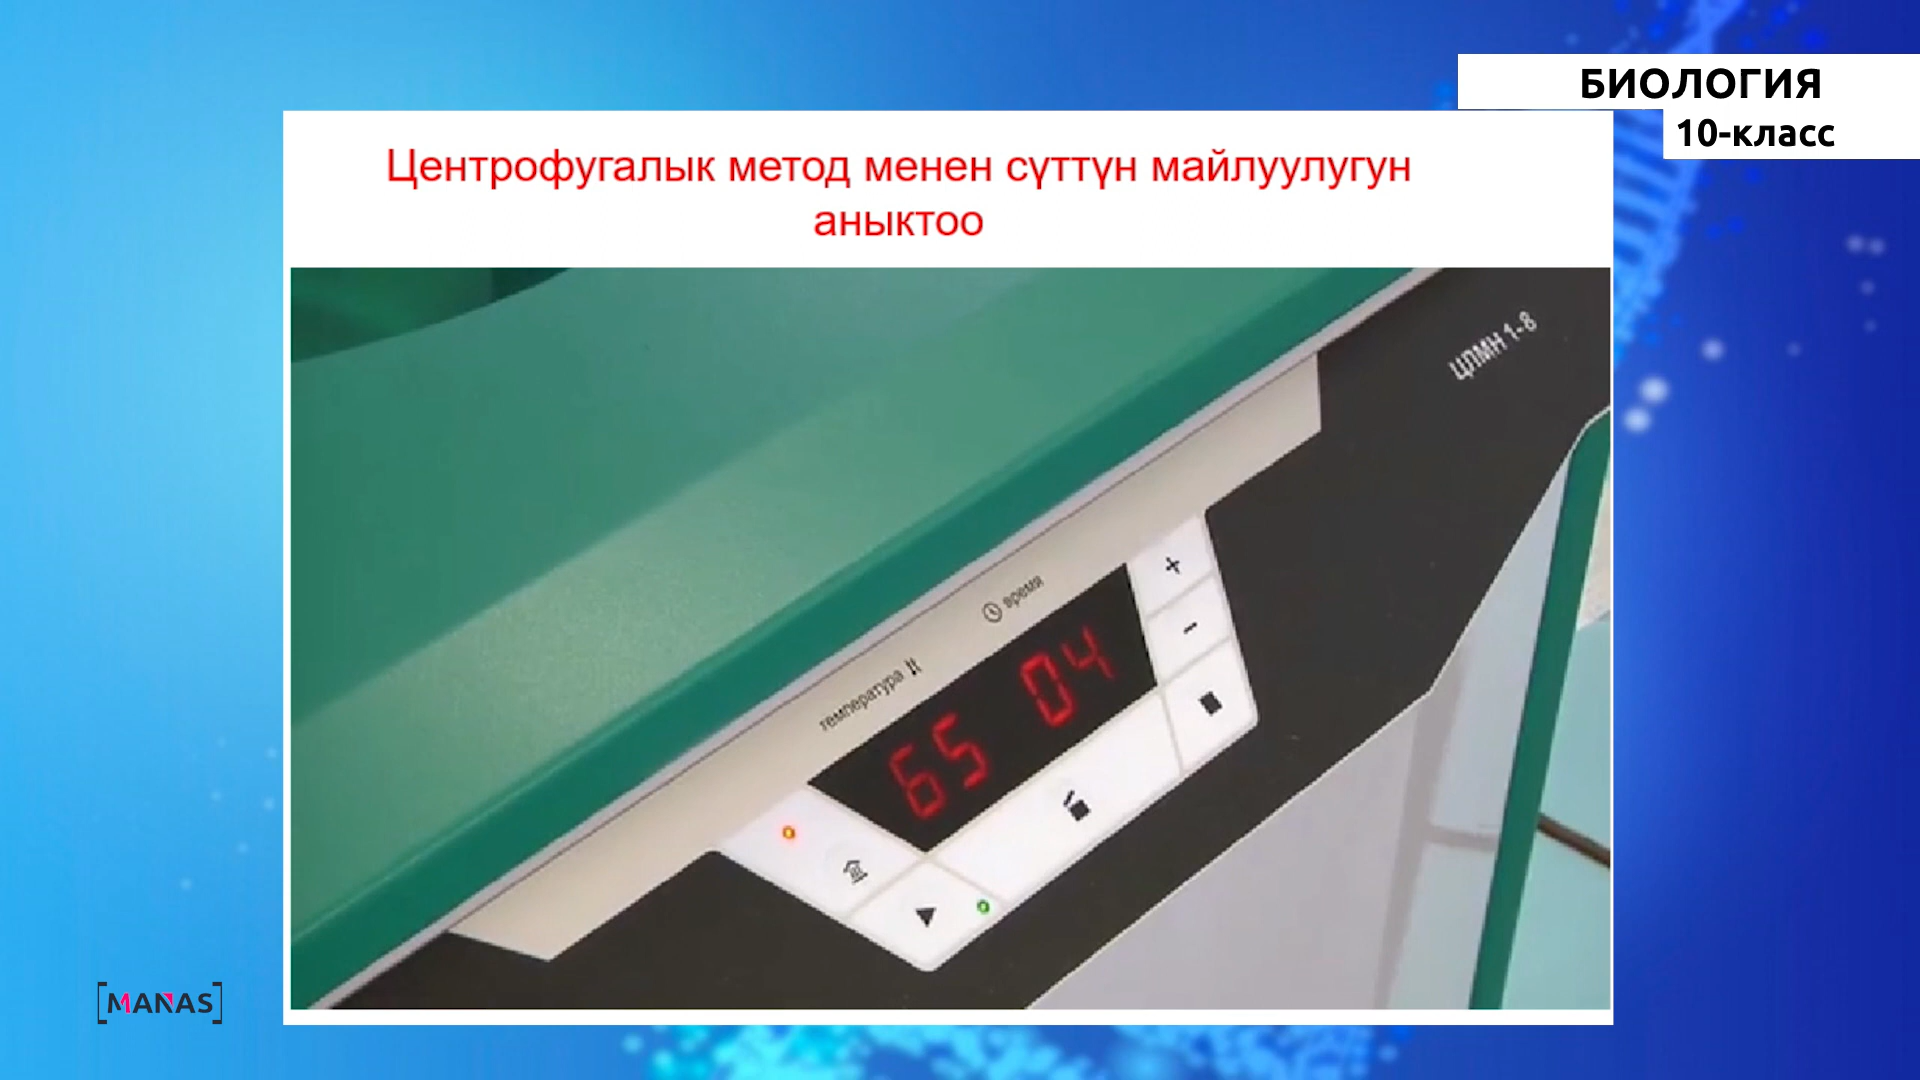 БИОЛОГИЯ
10-класс
Центрофугалык метод менен сүттүн майлуулугун
аныктоо
ЦЛМН 1-8
время
температура
65 04
+
-
[MANAS]